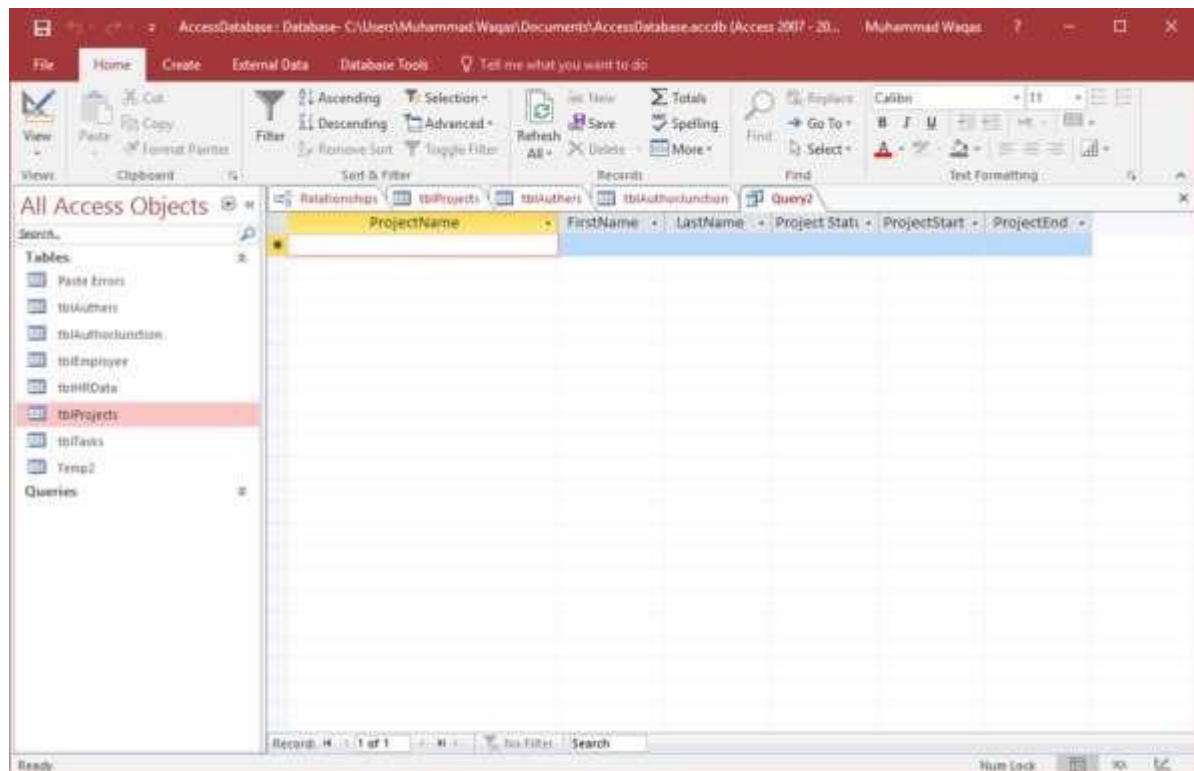 AccessDatabase : Database- C:\Users\Muhammad.Waqas\Documents\AccessDatabase.accdb (Access 2007 - 20... Muhammad Waqas ?
File Home Create External Data Database Tools Tell me what you want to do
View Paste Cut Copy Format Painter
Filter Ascending Descending Remove Sort Selection Advanced Toggle Filter
Refresh All New Save Delete Totals Spelling More
Find Replace Go To Select
Calibri 11
B I U
A
Views Clipboard Sort & Filter Records Find Text Formatting
All Access Objects
Search..
Tables
Paste Errors
tblAuthers
tblAuthorJunction
tblEmployee
tblHRData
tblProjects
tblTasks
Temp2
Queries
Relationships tblProjects tblAuthers tblAuthorJunction Query2
ProjectName FirstName LastName Project Statu ProjectStart ProjectEnd
Record: 1 of 1 No Filter Search
Ready Num Lock SQL